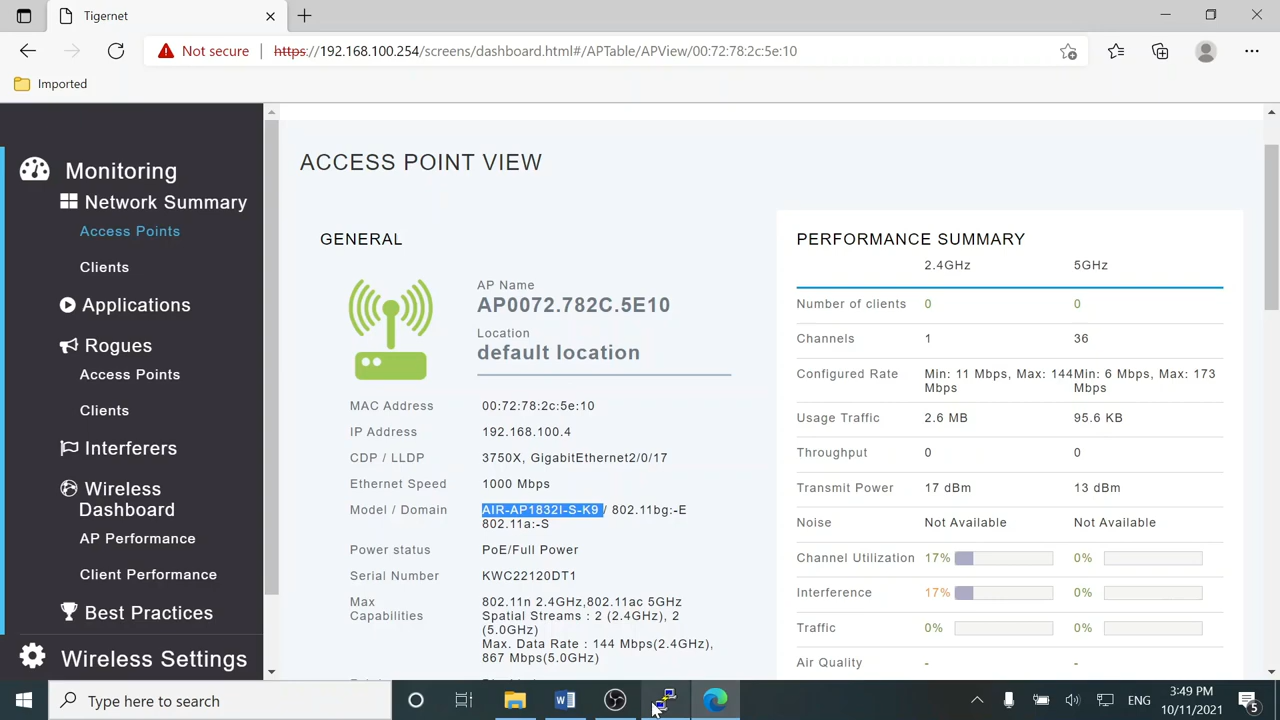 Tigernet
Not secure
https://192.168.100.254/screens/dashboard.html#/APTable/APView/00:72:78:2c:5e:10
Imported
Monitoring
Network Summary
Access Points
Clients
Applications
Rogues
Access Points
Clients
Interferers
Wireless
Dashboard
AP Performance
Client Performance
Best Practices
Wireless Settings
ACCESS POINT VIEW
GENERAL
AP Name
AP0072.782C.5E10
Location
default location
MAC Address 00:72:78:2c:5e:10
IP Address 192.168.100.4
CDP / LLDP 3750X, GigabitEthernet2/0/17
Ethernet Speed 1000 Mbps
Model / Domain AIR-AP1832I-S-K9 / 802.11bg:-E
802.11a:-S
Power status PoE/Full Power
Serial Number KWC22120DT1
Max 802.11n 2.4GHz,802.11ac 5GHz
Capabilities Spatial Streams : 2 (2.4GHz), 2
(5.0GHz)
Max. Data Rate : 144 Mbps(2.4GHz),
867 Mbps(5.0GHz)
PERFORMANCE SUMMARY
2.4GHz 5GHz
Number of clients 0 0
Channels 1 36
Configured Rate Min: 11 Mbps, Max: 144 Min: 6 Mbps, Max: 173
Mbps Mbps
Usage Traffic 2.6 MB 95.6 KB
Throughput 0 0
Transmit Power 17 dBm 13 dBm
Noise Not Available Not Available
Channel Utilization 17% 0%
Interference 17% 0%
Traffic 0% 0%
Air Quality - -
Type here to search
ENG
3:49 PM
10/11/2021
5